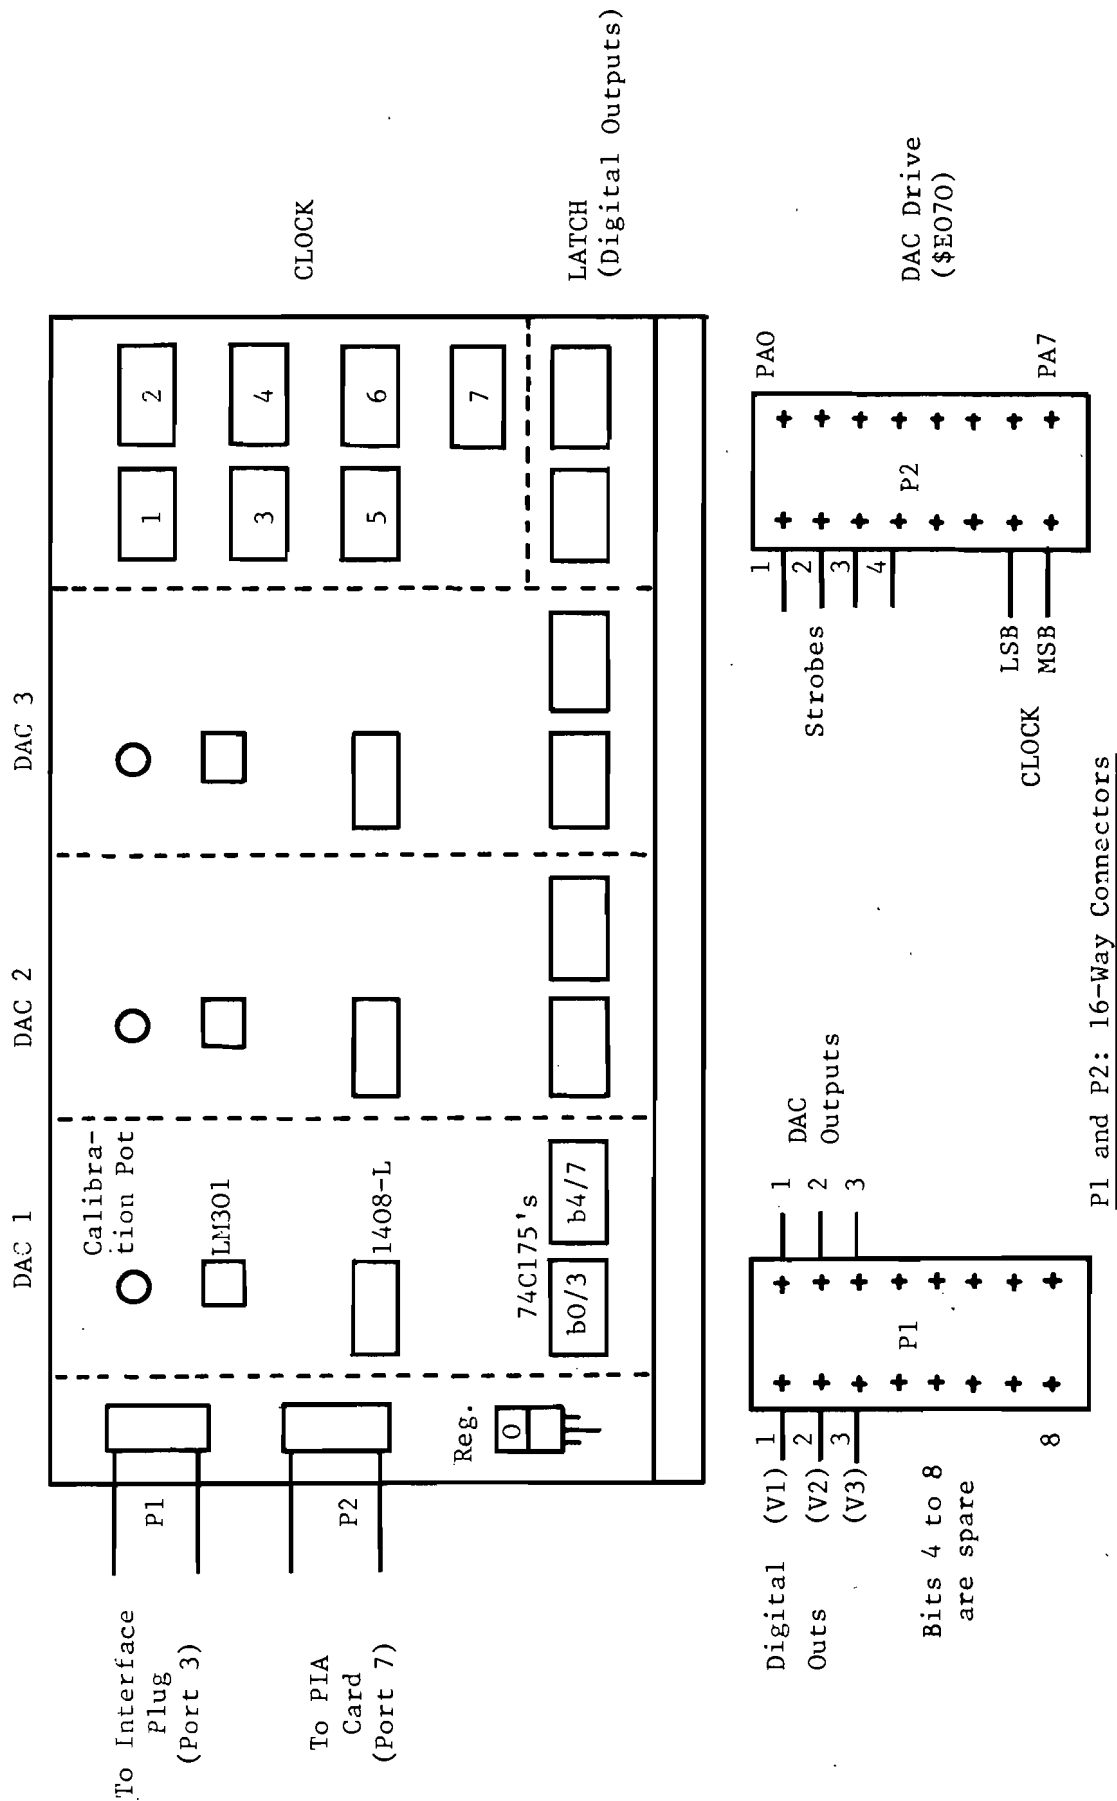 DAC 1
DAC 2
DAC 3
To Interface
Plug
(Port 3)
P1
Calibra-
tion Pot
LM301
1408-L
74C175's
b0/3
b4/7
To PIA
Card
(Port 7)
P2
Reg.
0
1
2
3
4
5
6
7
CLOCK
LATCH
(Digital Outputs)
Digital
Outs
1
(V1)
2
(V2)
3
(V3)
8
Bits 4 to 8
are spare
P1
1
2
3
DAC
Outputs
Strobes
1
2
3
4
LSB
MSB
CLOCK
P2
PA0
PA7
DAC Drive
($E070)
P1 and P2: 16-Way Connectors